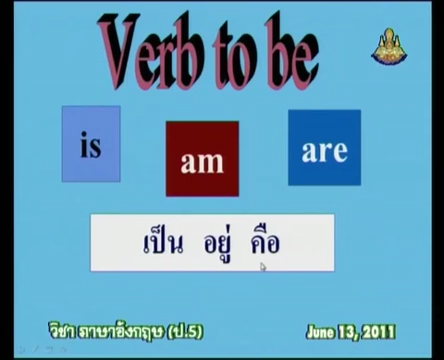 Verb to be
is am are
เป็น อยู่ คือ
วิชา ภาษาอังกฤษ (ป.5) June 13, 2011